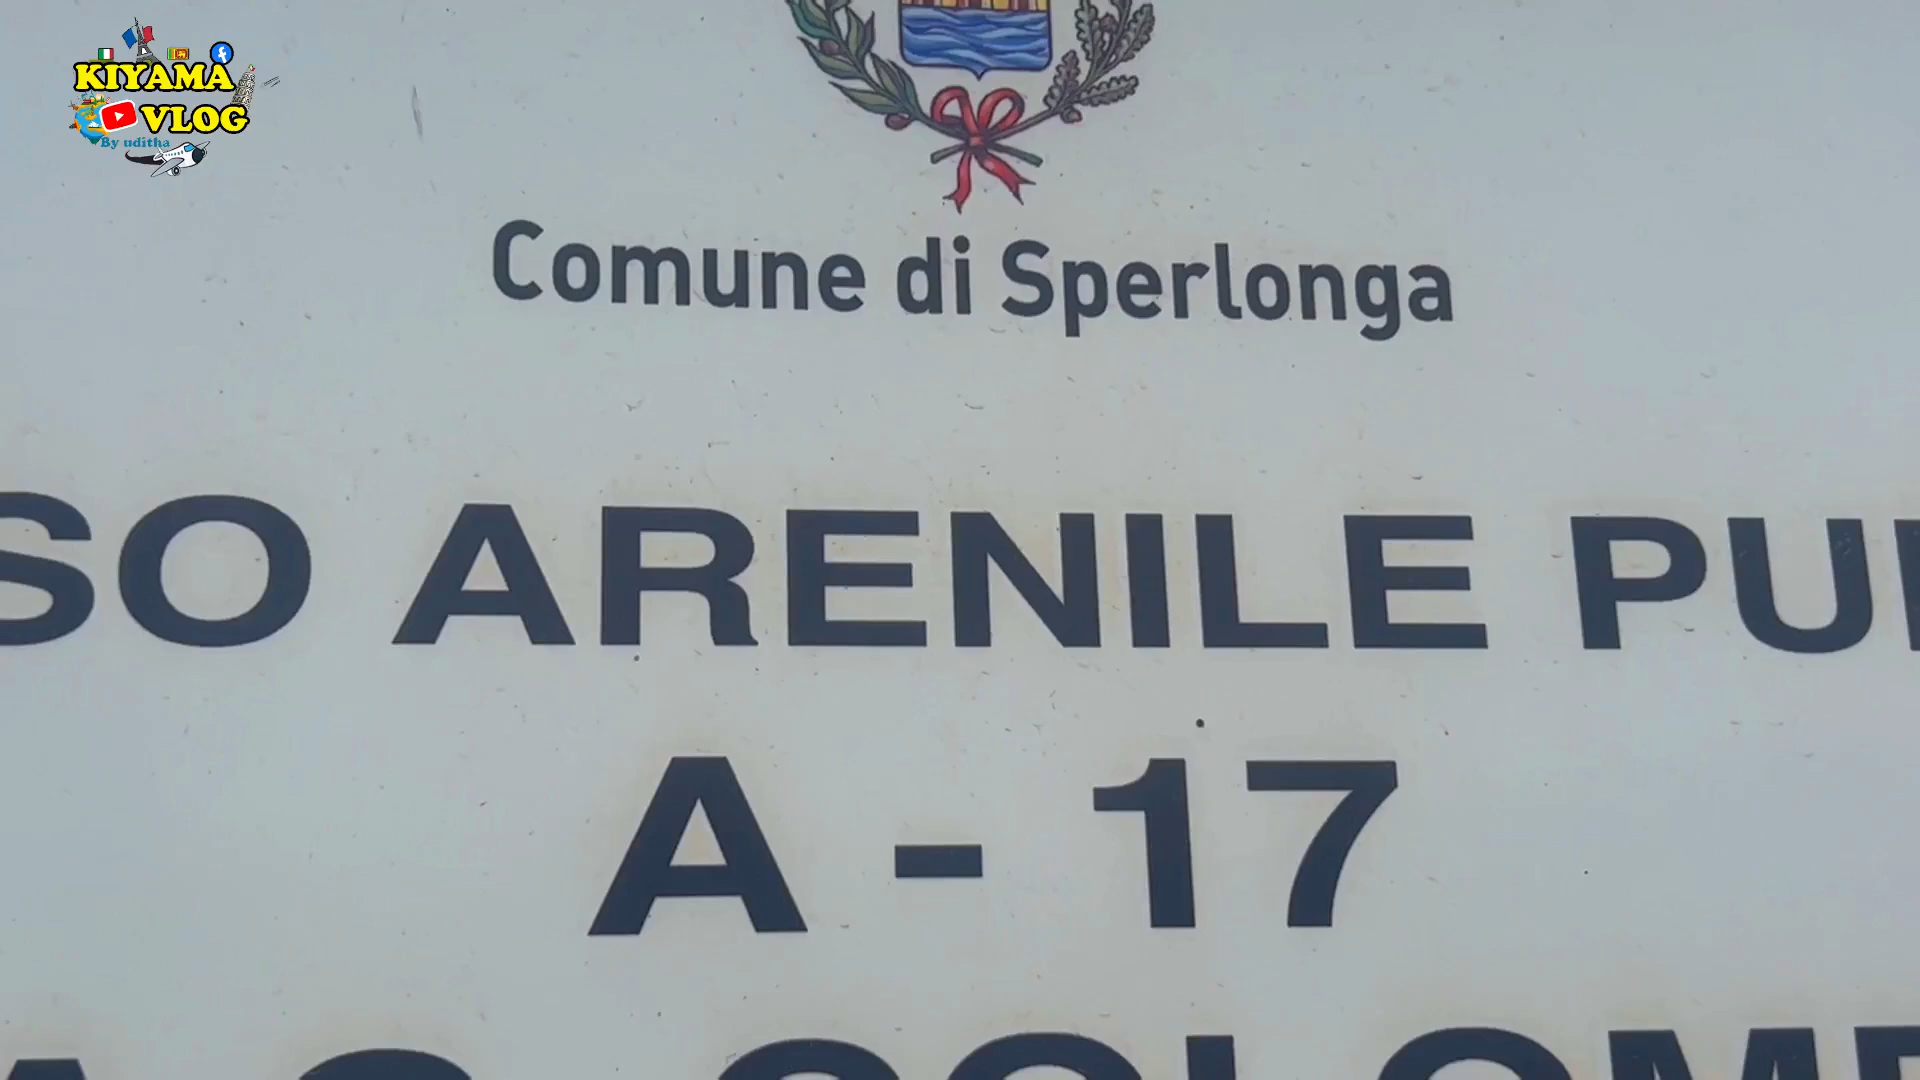 KIYAMA
VLOG
By uditha
Comune di Sperlonga
SO ARENILE PU
A - 17